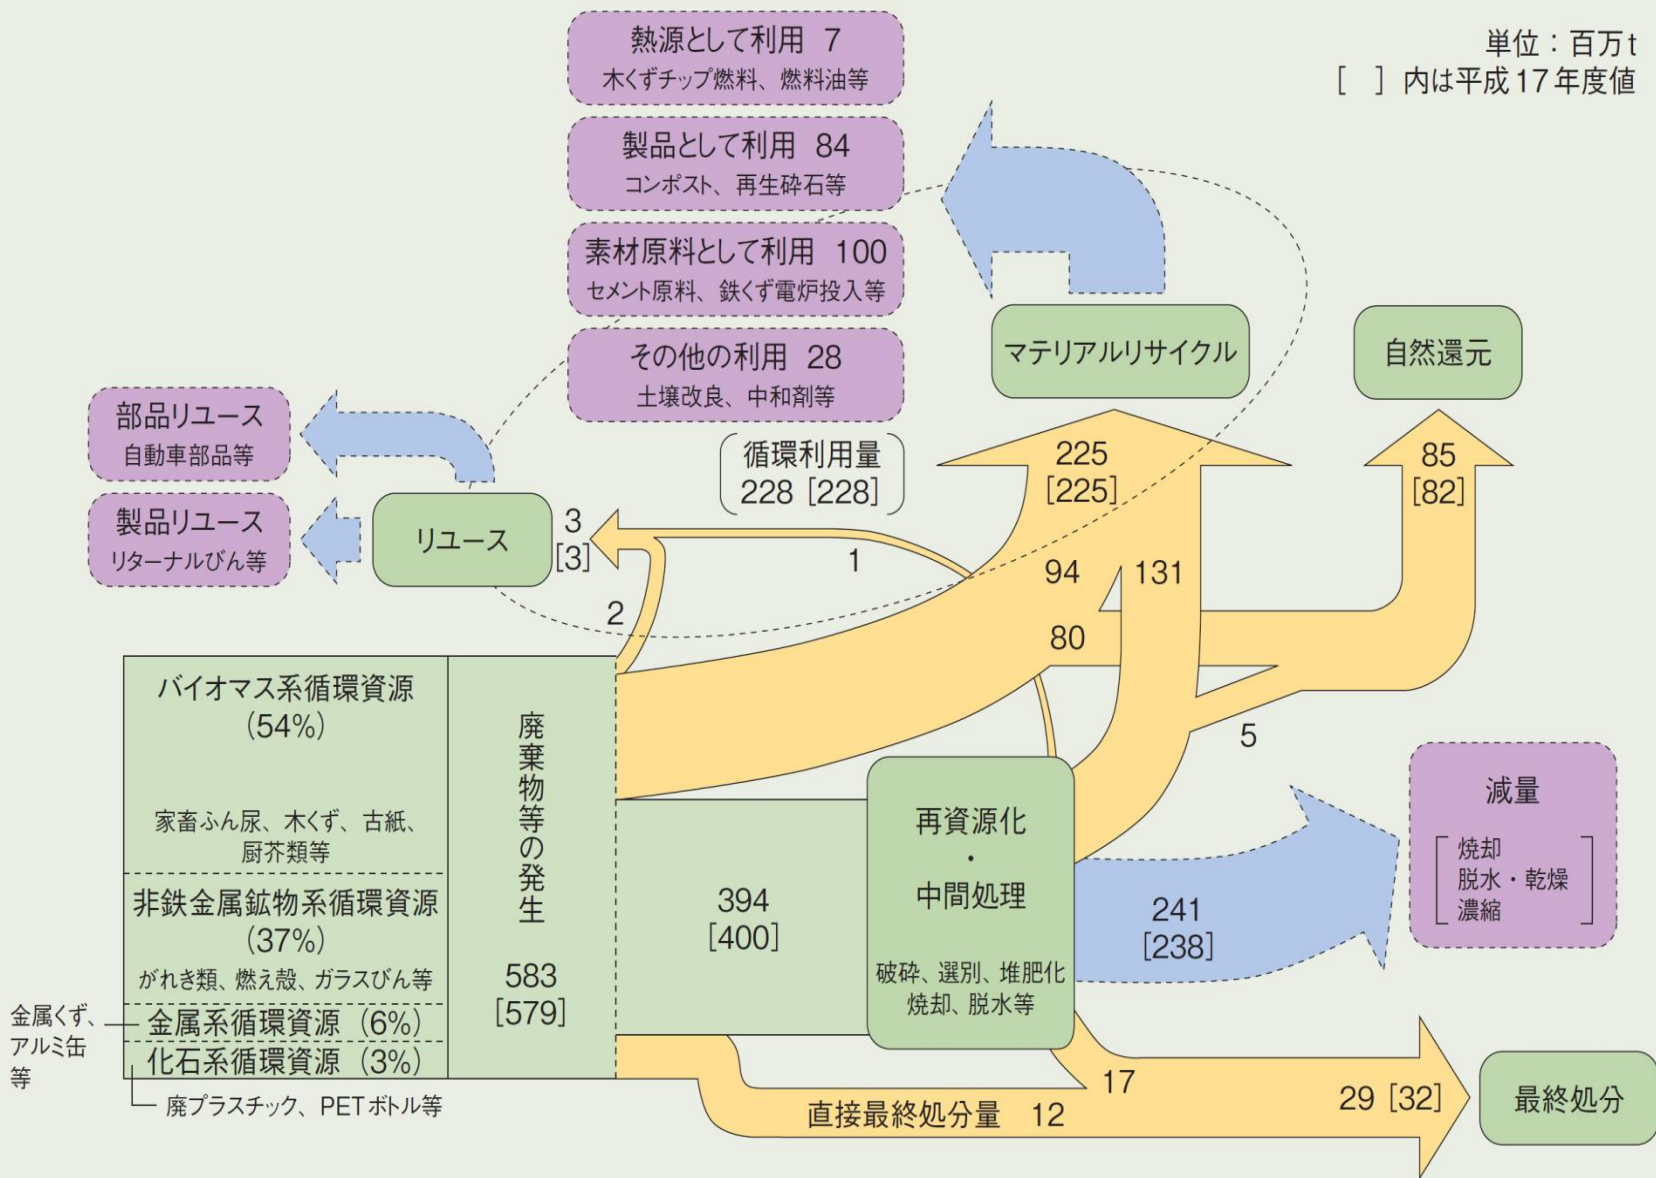 単位：百万t
[　] 内は平成17年度値
熱源として利用 7
木くずチップ燃料、燃料油等
製品として利用 84
コンポスト、再生砕石等
素材原料として利用 100
セメント原料、鉄くず電炉投入等
その他の利用 28
土壌改良、中和剤等
マテリアルリサイクル
自然還元
部品リユース
自動車部品等
製品リユース
リターナルびん等
リユース
3
[3]
循環利用量
228 [228]
225
[225]
85
[82]
1
2
94
131
80
5
バイオマス系循環資源
(54%)
家畜ふん尿、木くず、古紙、
厨芥類等
非鉄金属鉱物系循環資源
(37%)
がれき類、燃え殻、ガラスびん等
金属系循環資源 (6%)
化石系循環資源 (3%)
金属くず、
アルミ缶
等
廃プラスチック、PETボトル等
廃棄物等の発生
583
[579]
394
[400]
再資源化
・
中間処理
破砕、選別、堆肥化
焼却、脱水等
241
[238]
減量
焼却
脱水・乾燥
濃縮
17
直接最終処分量 12
29 [32]
最終処分